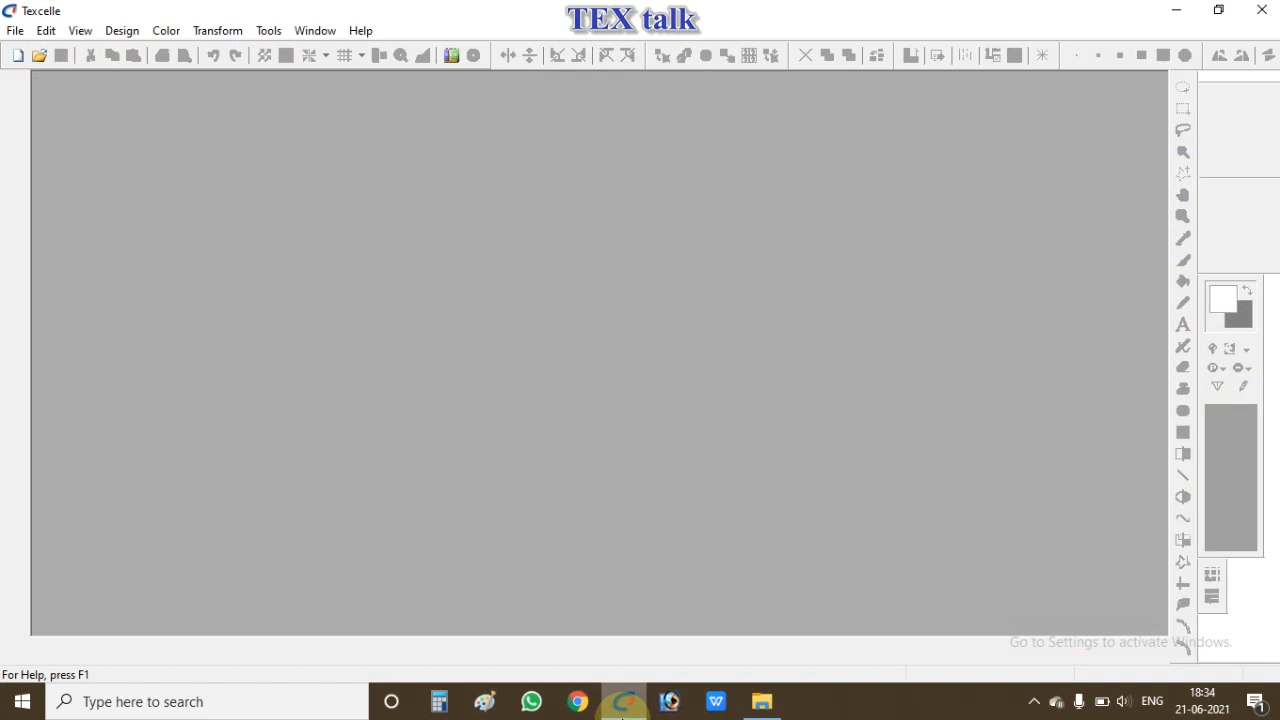 Texcelle
TEX talk
File Edit View Design Color Transform Tools Window Help
A
Go to Settings to activate Windows.
For Help, press F1
Type here to search
W
ENG
18:34
21-06-2021
1